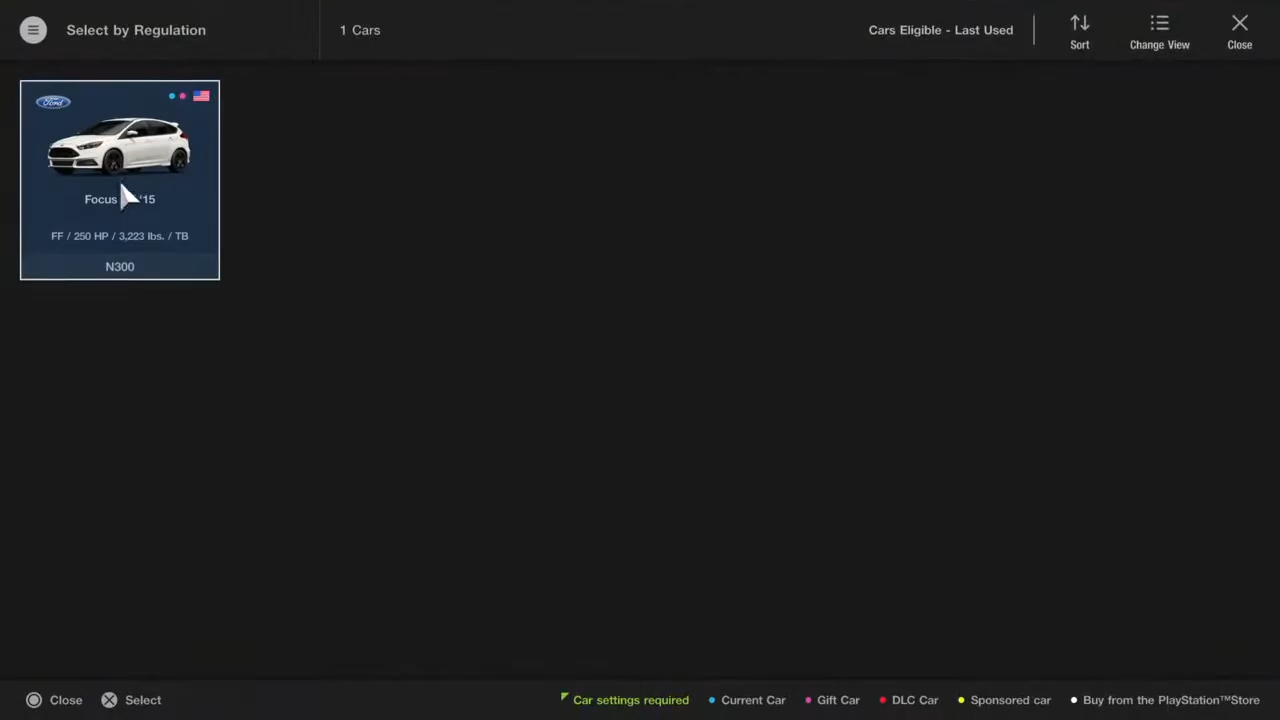 Select by Regulation
1 Cars
Cars Eligible - Last Used
Sort
Change View
Close
Ford
Focus '15
FF / 250 HP / 3,223 lbs. / TB
N300
Close
Select
Car settings required
Current Car
Gift Car
DLC Car
Sponsored car
Buy from the PlayStation™Store